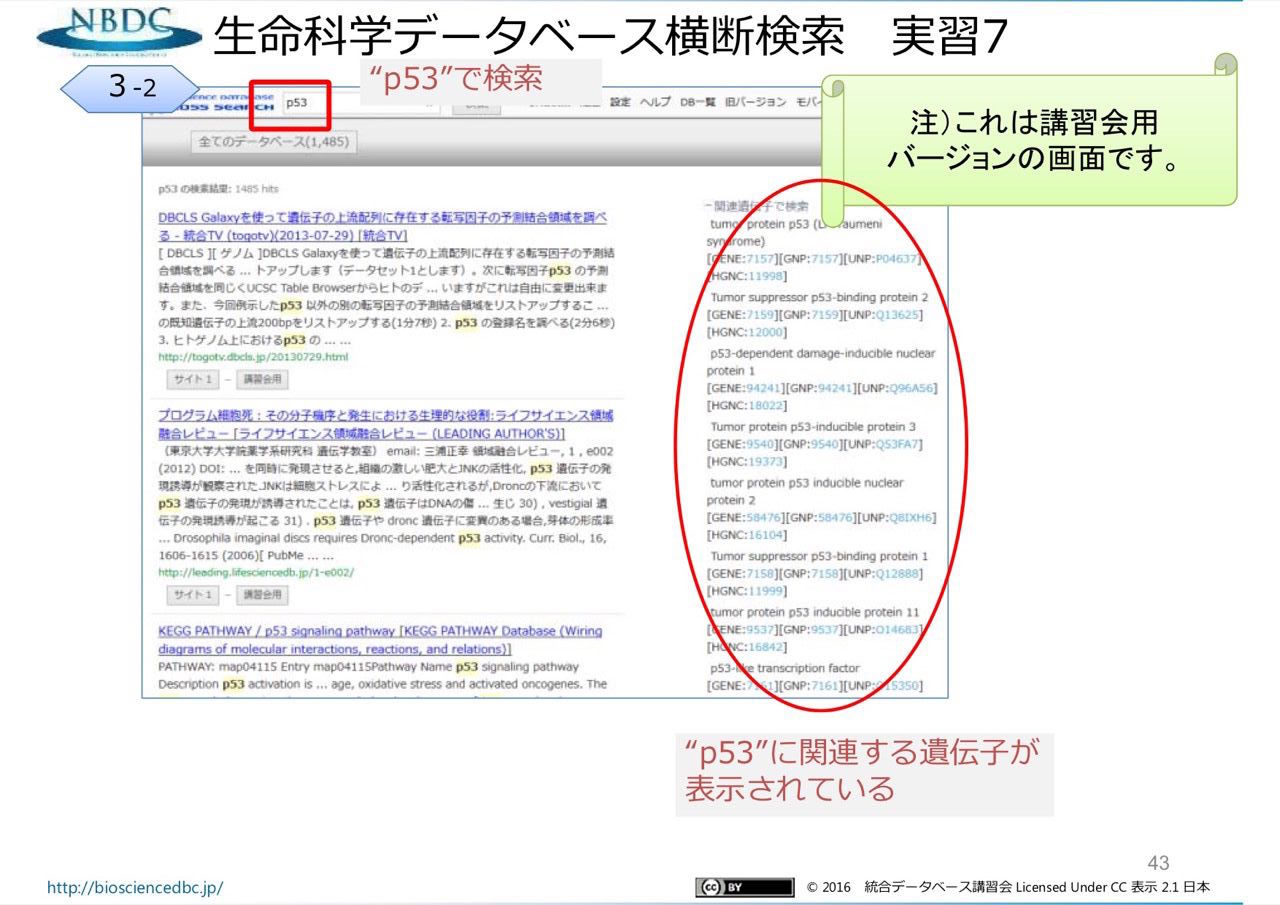 NBDC
生命科学データベース横断検索　実習7
3-2
“p53”で検索
p53
設定 ヘルプ DB一覧 旧バージョン
注）これは講習会用
バージョンの画面です。
全てのデータベース(1,485)
p53 の検索結果: 1485 hits
DBCLS Galaxyを使って遺伝子の上流配列に存在する転写因子の予測結合領域を調べ
る - 統合TV (togotv)(2013-07-29) [統合TV]
[ DBCLS ][ ゲノム ]DBCLS Galaxyを使って遺伝子の上流配列に存在する転写因子の予測結
合領域を調べる ... トアップします（データセット1とします）。次に転写因子p53 の予測
結合領域を同じくUCSC Table Browserからヒトのデ ... いますがこれは自由に変更出来ま
す。また、今回例示したp53 以外の別の転写因子の予測結合領域をリストアップするこ ...
の既知遺伝子の上流200bpをリストアップする(1分7秒) 2. p53 の登録名を調べる(2分6秒)
3. ヒトゲノム上におけるp53 の ... ...
http://togotv.dbcls.jp/20130729.html
サイト1 － 講習会用
プログラム細胞死：その分子機序と発生における生理的な役割:ライフサイエンス領域
融合レビュー [ライフサイエンス領域融合レビュー (LEADING AUTHOR'S)]
（東京大学大学院薬学系研究科 遺伝学教室） email: 三浦正幸 領域融合レビュー, 1 , e002
(2012) DOI: ... を同時に発現させると,組織の激しい肥大とJNKの活性化, p53 遺伝子の発
現誘導が観察された.JNKは細胞ストレスによ ... り活性化されるが,Droncの下流において
p53 遺伝子の発現が誘導されたことは, p53 遺伝子はDNAの傷 ... 生じ 30) , vestigial 遺
伝子の発現誘導が起こる 31) . p53 遺伝子や dronc 遺伝子に変異のある場合,芽体の形成率
... Drosophila imaginal discs requires Dronc-dependent p53 activity. Curr. Biol., 16,
1606-1615 (2006)[ PubMe ... ...
http://leading.lifesciencedb.jp/1-e002/
サイト1 － 講習会用
KEGG PATHWAY / p53 signaling pathway [KEGG PATHWAY Database (Wiring
diagrams of molecular interactions, reactions, and relations)]
PATHWAY: map04115 Entry map04115Pathway Name p53 signaling pathway
Description p53 activation is ... age, oxidative stress and activated oncogenes. The
－関連遺伝子で検索
tumor protein p53 (Li-Fraumeni
syndrome)
[GENE:7157][GNP:7157][UNP:P04637]
[HGNC:11998]
Tumor suppressor p53-binding protein 2
[GENE:7159][GNP:7159][UNP:Q13625]
[HGNC:12000]
p53-dependent damage-inducible nuclear
protein 1
[GENE:94241][GNP:94241][UNP:Q96A56]
[HGNC:18022]
Tumor protein p53-inducible protein 3
[GENE:9540][GNP:9540][UNP:Q53FA7]
[HGNC:19373]
tumor protein p53 inducible nuclear
protein 2
[GENE:58476][GNP:58476][UNP:Q8IXH6]
[HGNC:16104]
Tumor suppressor p53-binding protein 1
[GENE:7158][GNP:7158][UNP:Q12888]
[HGNC:11999]
tumor protein p53 inducible protein 11
[GENE:9537][GNP:9537][UNP:O14683]
[HGNC:16842]
p53-like transcription factor
[GENE:7161][GNP:7161][UNP:O15350]
“p53”に関連する遺伝子が
表示されている
43
http://biosciencedbc.jp/
cc BY
© 2016　統合データベース講習会 Licensed Under CC 表示 2.1 日本